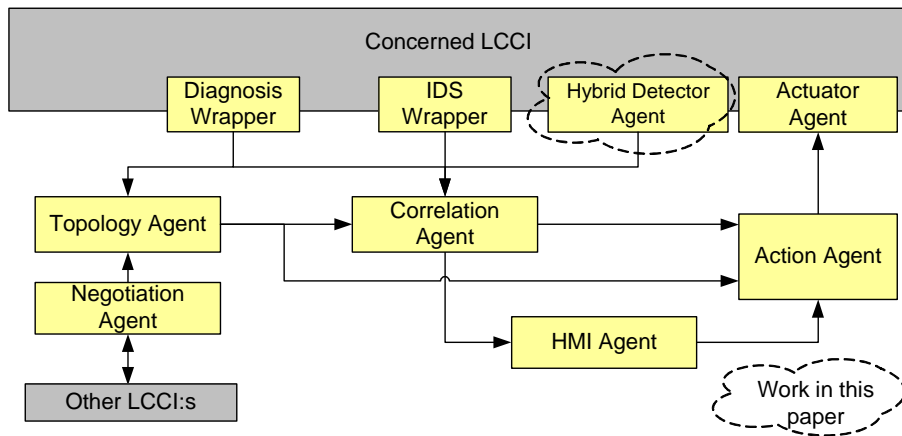 Concerned LCCI
Diagnosis
Wrapper
IDS
Wrapper
Hybrid Detector
Agent
Actuator
Agent
Topology Agent
Correlation
Agent
Action Agent
Negotiation
Agent
HMI Agent
Other LCCI:s
Work in this
paper